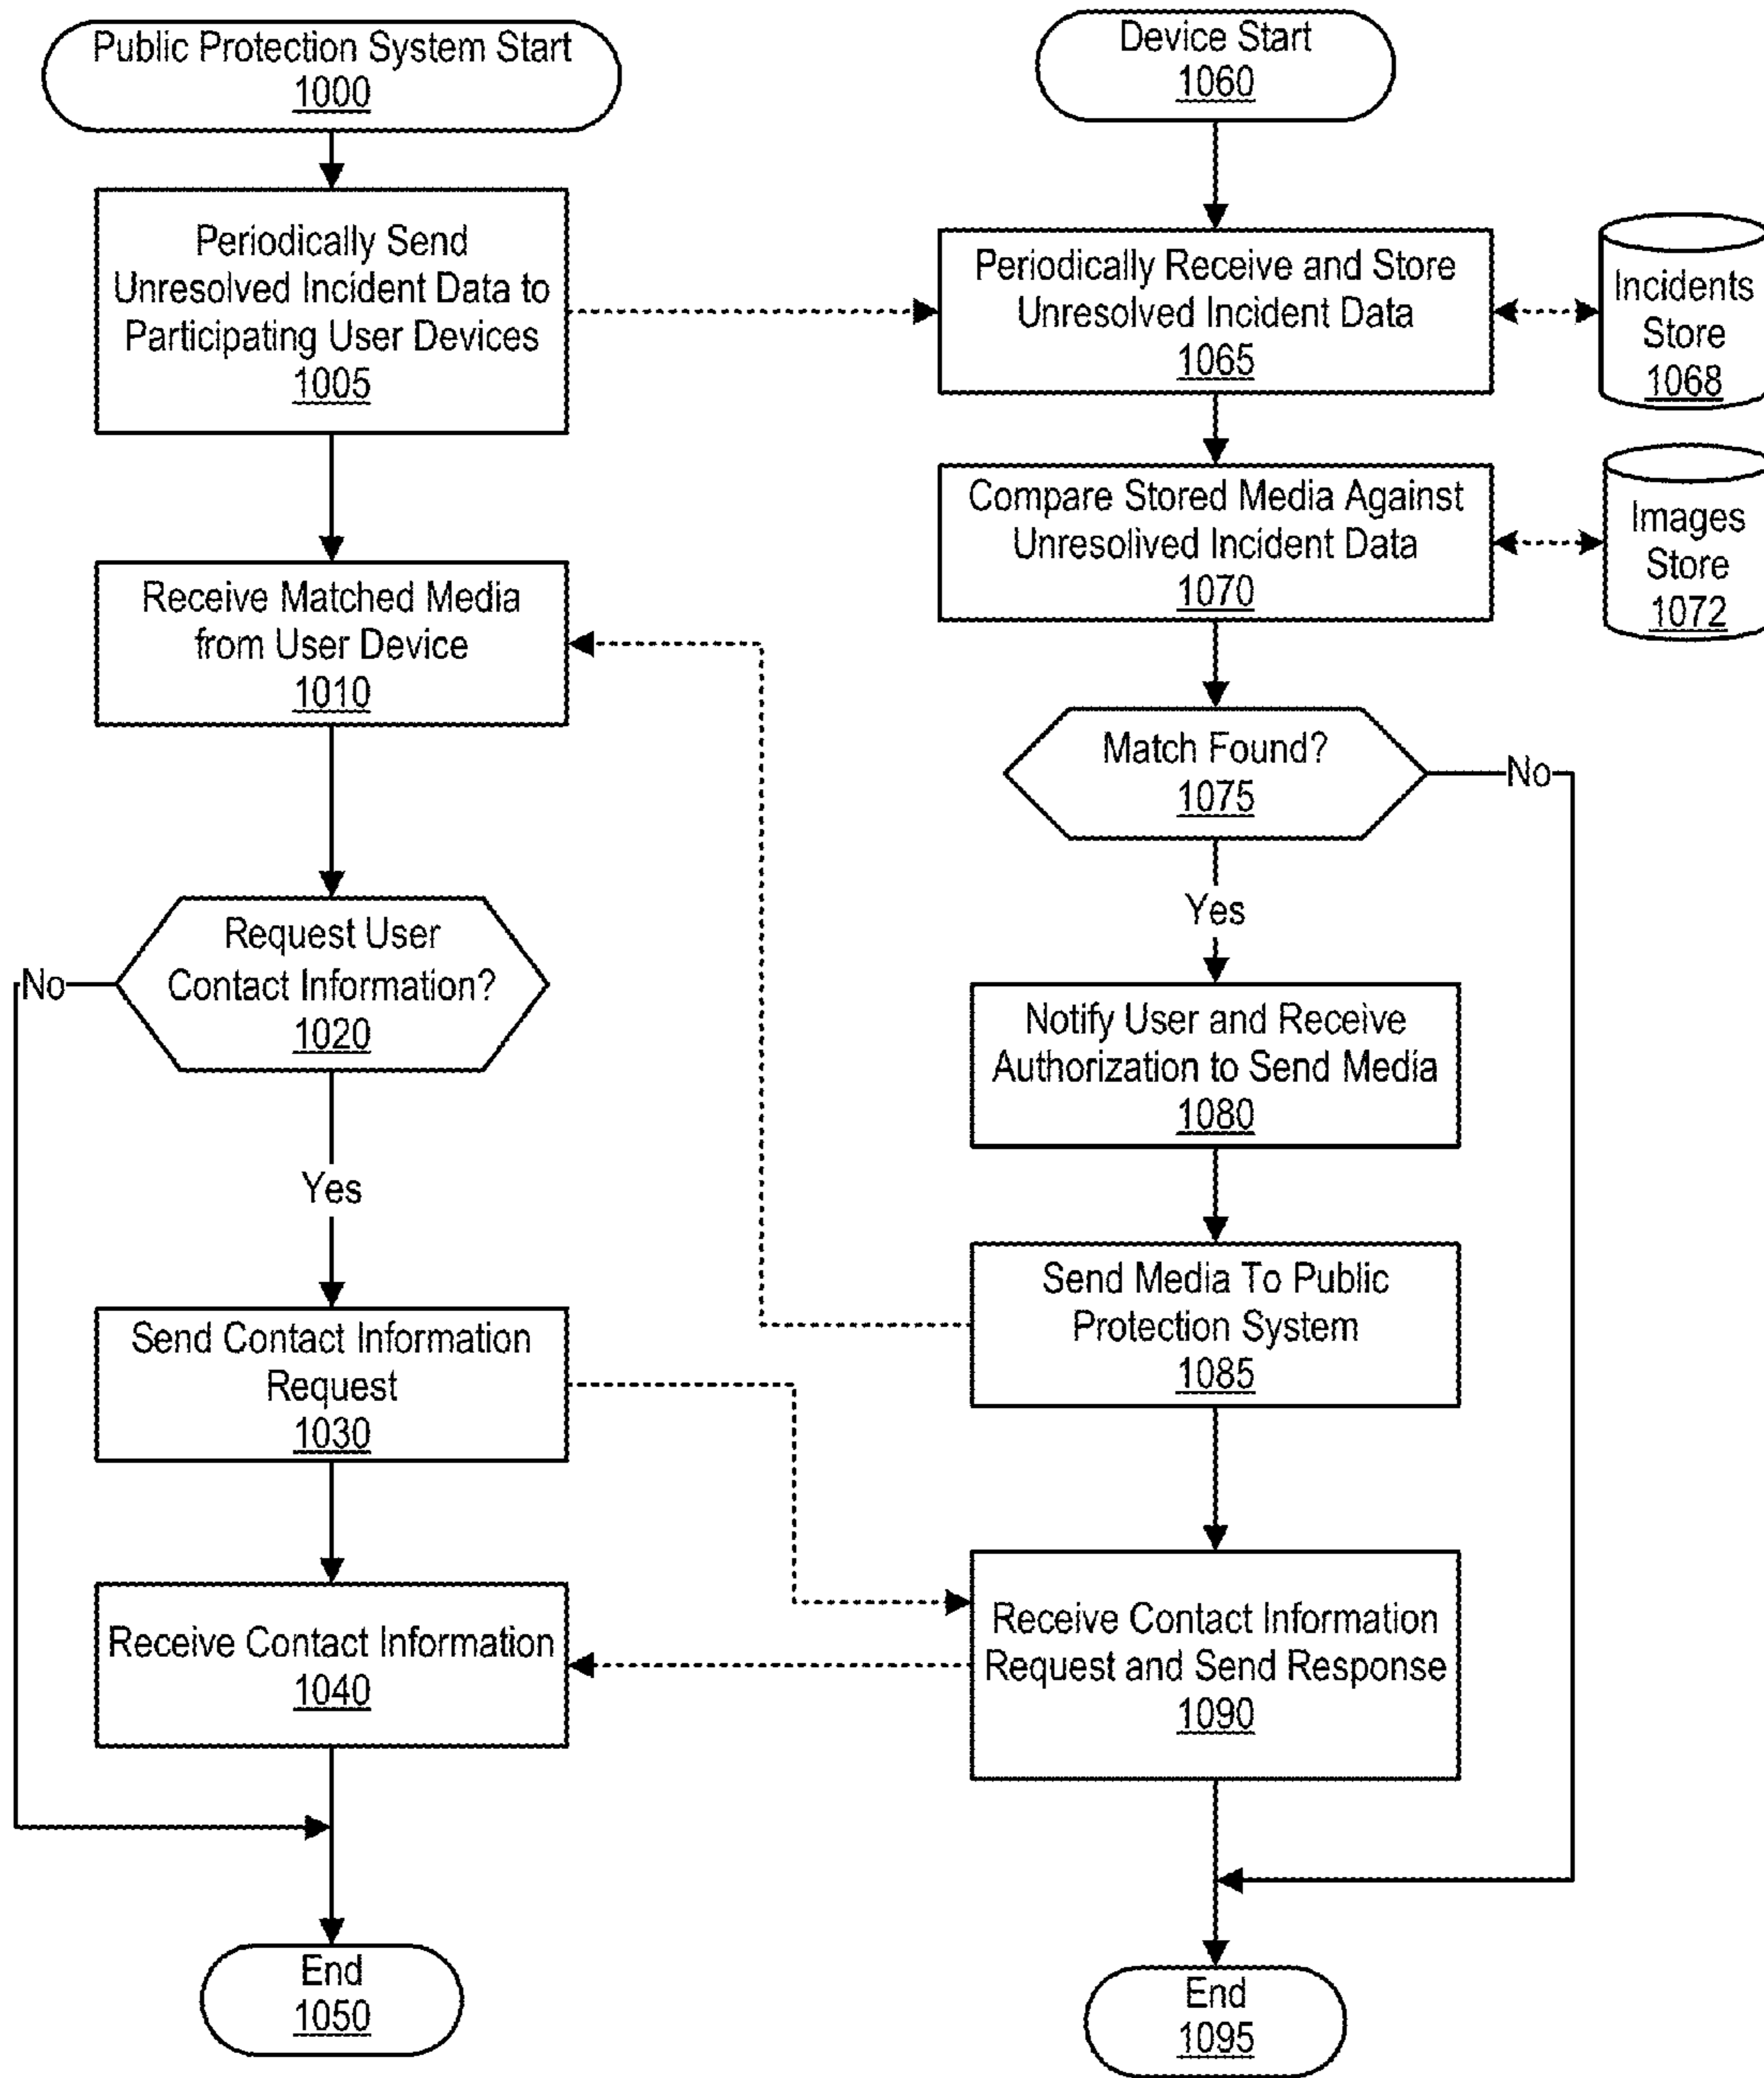 Public Protection System Start
1000
Periodically Send
Unresolved Incident Data to
Participating User Devices
1005
Receive Matched Media
from User Device
1010
Request User
Contact Information?
1020
No
Yes
Send Contact Information
Request
1030
Receive Contact Information
1040
End
1050
Device Start
1060
Periodically Receive and Store
Unresolved Incident Data
1065
Incidents
Store
1068
Compare Stored Media Against
Unresolived Incident Data
1070
Images
Store
1072
Match Found?
1075
No
Yes
Notify User and Receive
Authorization to Send Media
1080
Send Media To Public
Protection System
1085
Receive Contact Information
Request and Send Response
1090
End
1095